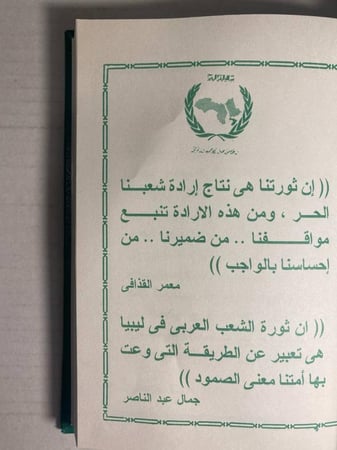 (( إن ثورتنا هى نتاج إرادة شعبنا
الحر ، ومن هذه الارادة تنبع
مواقفنا .. من ضميرنا .. من
إحساسنا بالواجب ))
معمر القذافى
(( ان ثورة الشعب العربى فى ليبيا
هى تعبير عن الطريقة التى وعت
بها أمتنا معنى الصمود ))
جمال عبد الناصر